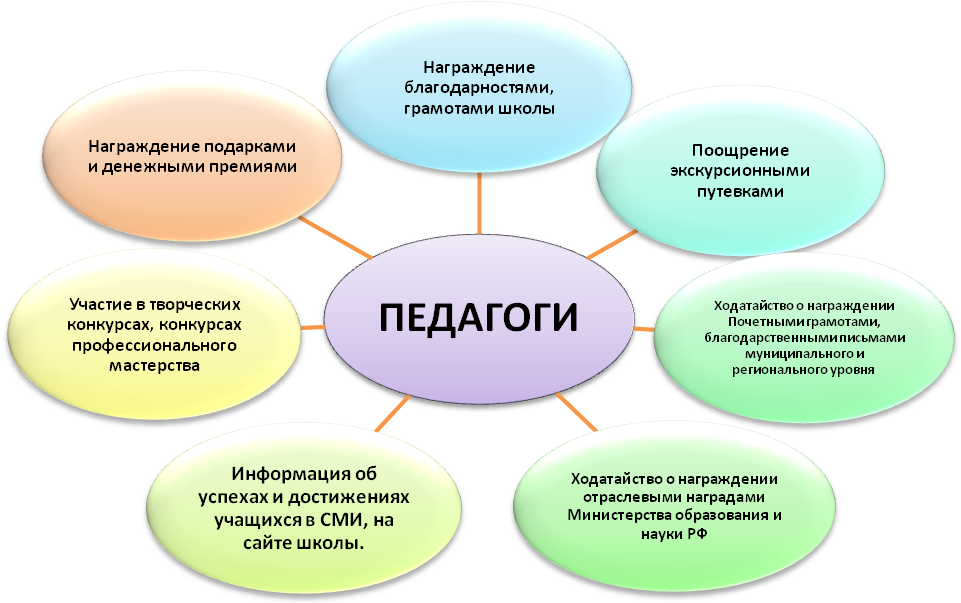 Награждение
благодарностями,
грамотами школы
Поощрение
экскурсионными
путевками
Ходатайство о награждении
Почетными грамотами,
благодарственными письмами
муниципального и
регионального уровня
Ходатайство о награждении
отраслевыми наградами
Министерства образования и
науки РФ
Информация об
успехах и достижениях
учащихся в СМИ, на
сайте школы.
Участие в творческих
конкурсах, конкурсах
профессионального
мастерства
Награждение подарками
и денежными премиями
ПЕДАГОГИ